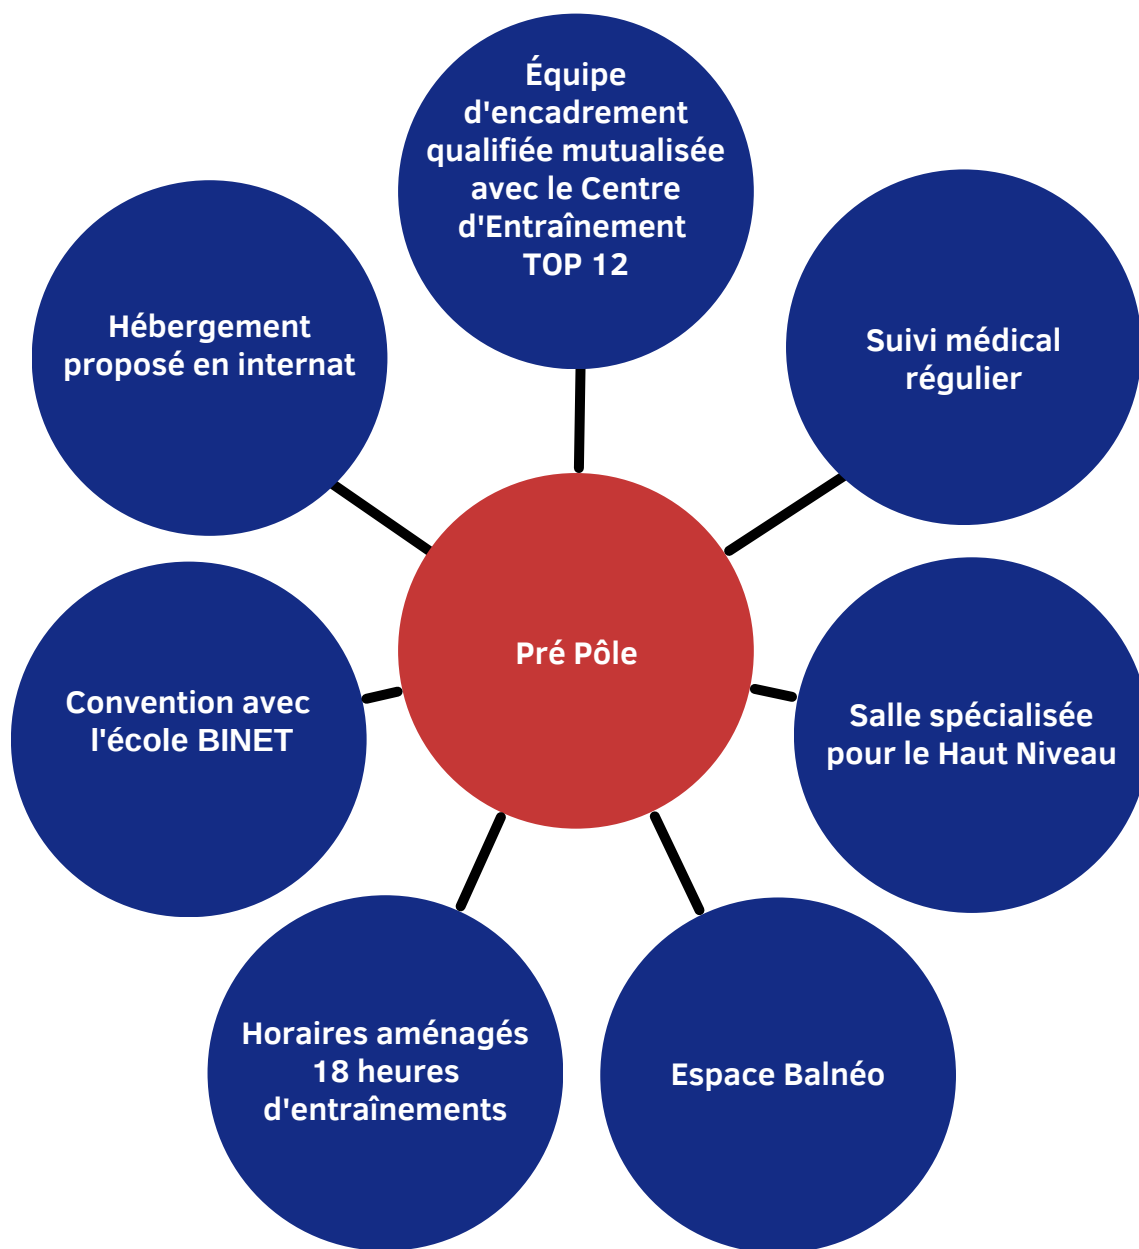 Équipe
d'encadrement
qualifiée mutualisée
avec le Centre
d'Entraînement
TOP 12
Hébergement
proposé en internat
Suivi médical
régulier
Pré Pôle
Convention avec
l'école BINET
Salle spécialisée
pour le Haut Niveau
Horaires aménagés
18 heures
d'entraînements
Espace Balnéo